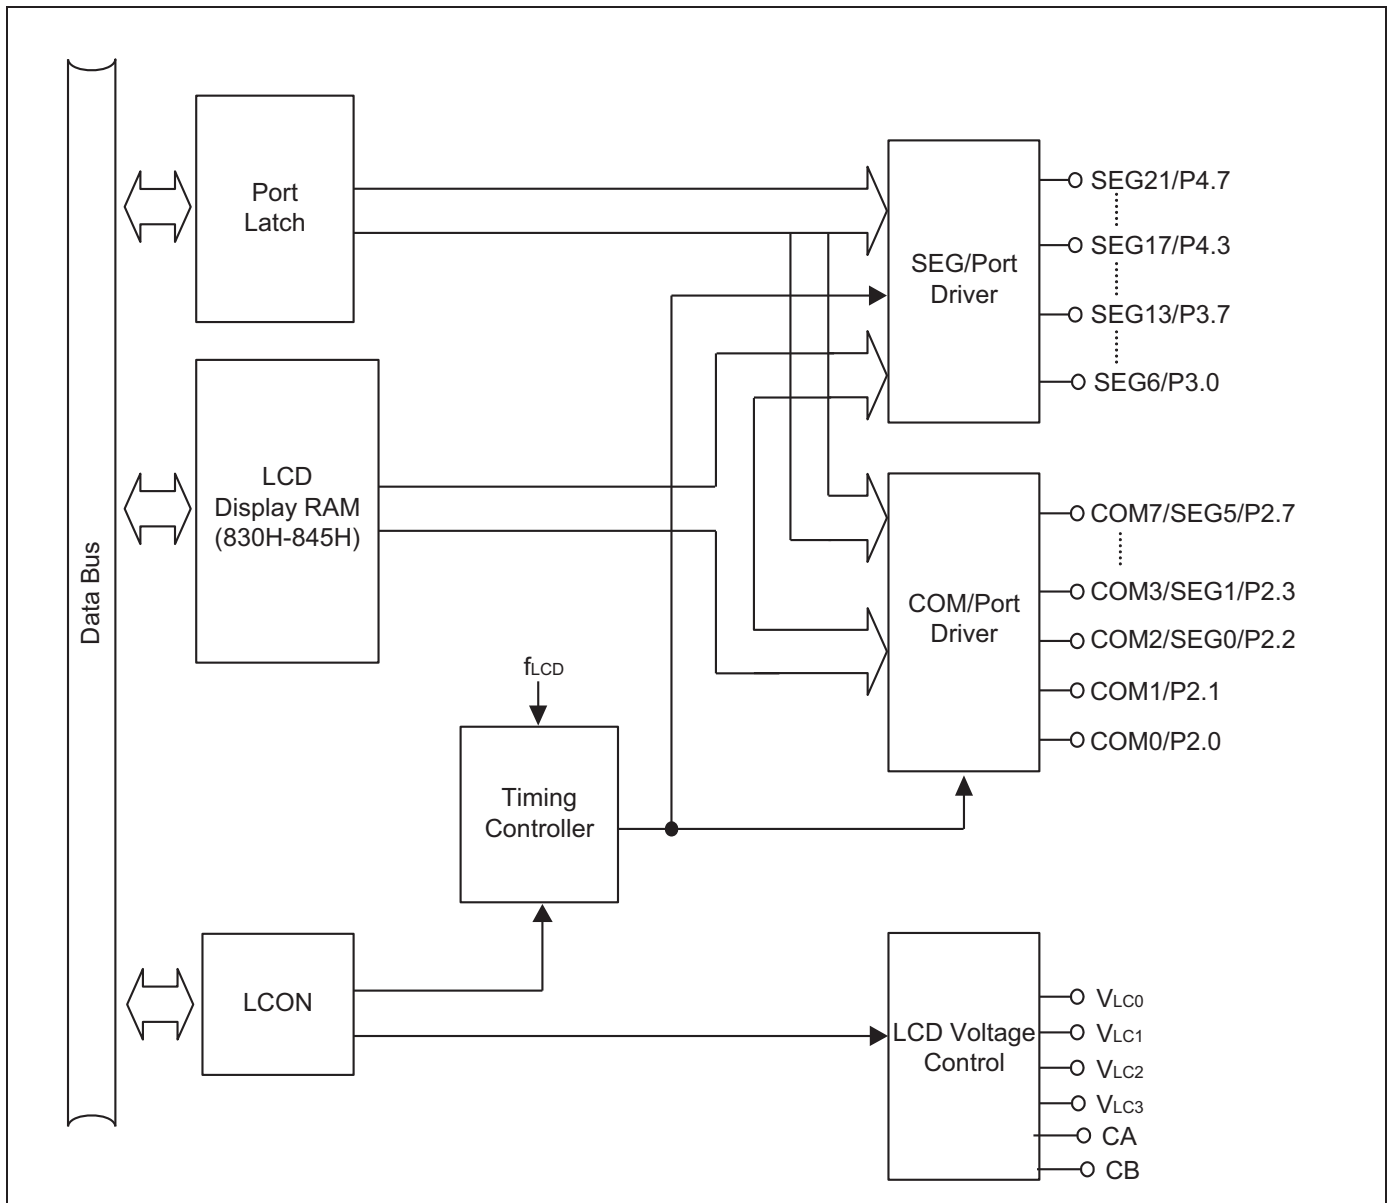 Data Bus
Port
Latch
LCD
Display RAM
(830H-845H)
fLCD
Timing
Controller
LCON
SEG/Port
Driver
SEG21/P4.7
SEG17/P4.3
SEG13/P3.7
SEG6/P3.0
COM/Port
Driver
COM7/SEG5/P2.7
COM3/SEG1/P2.3
COM2/SEG0/P2.2
COM1/P2.1
COM0/P2.0
LCD Voltage
Control
VLC0
VLC1
VLC2
VLC3
CA
CB